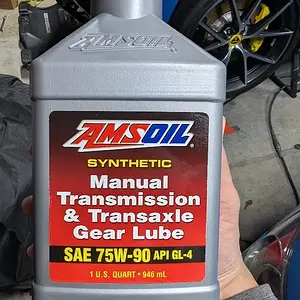 AMSOIL
AMSOIL
SYNTHETIC
Manual
Transmission
& Transaxle
Gear Lube
SAE 75W-90 API GL-4
1 U.S. QUART • 946 mL